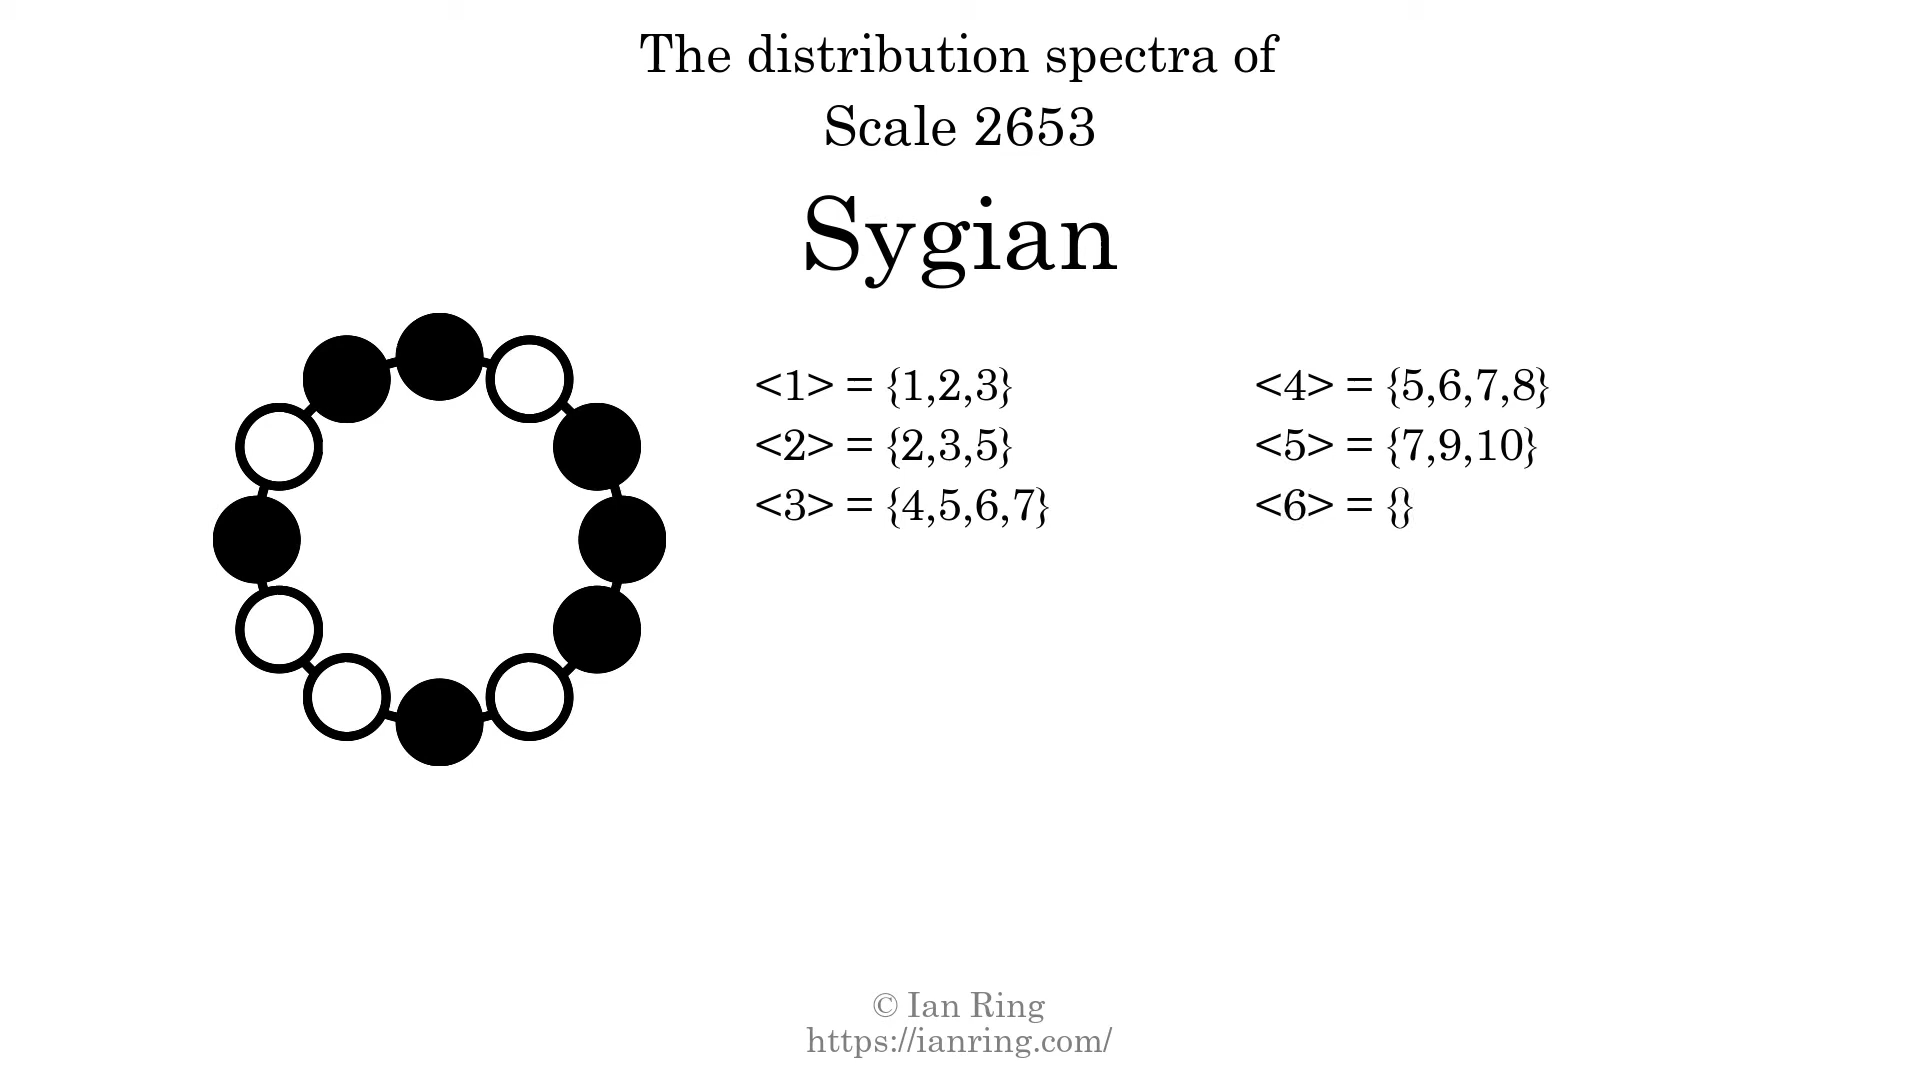 The distribution spectra of
Scale 2653
Sygian
<1> = {1,2,3}
<2> = {2,3,5}
<3> = {4,5,6,7}
<4> = {5,6,7,8}
<5> = {7,9,10}
<6> = {}
© Ian Ring
https://ianring.com/